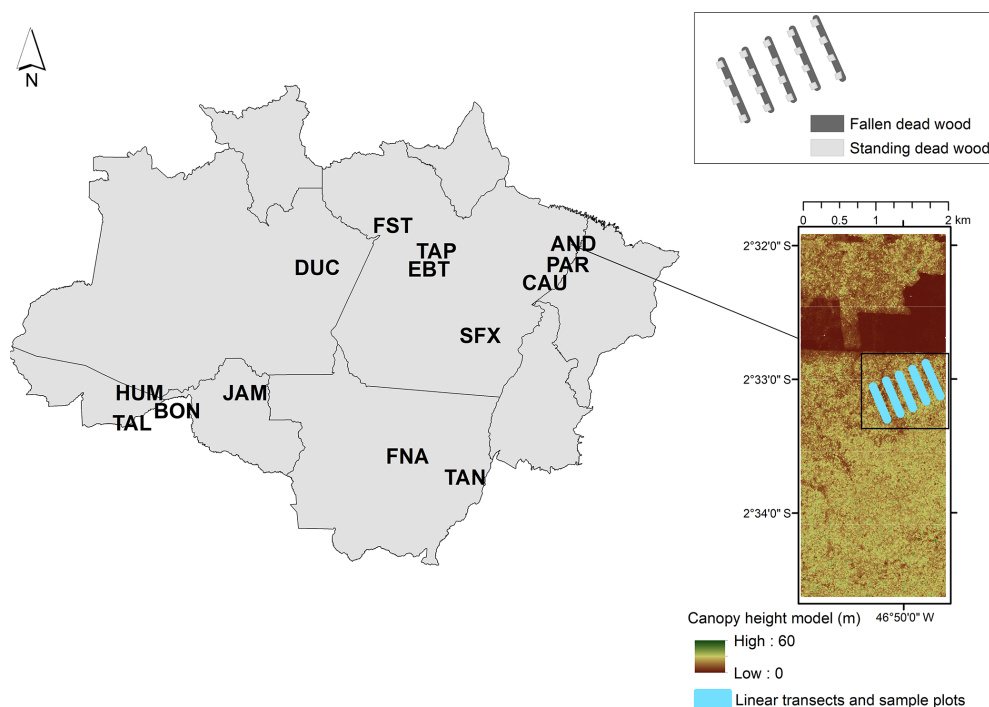 N
FST
TAP
EBT
DUC
AND
PAR
CAU
SFX
HUM
JAM
BON
TAL
FNA
TAN
Fallen dead wood
Standing dead wood
0 0.5 1 2 km
2°32'0" S
2°33'0" S
2°34'0" S
46°50'0" W
Canopy height model (m)
High : 60
Low : 0
Linear transects and sample plots